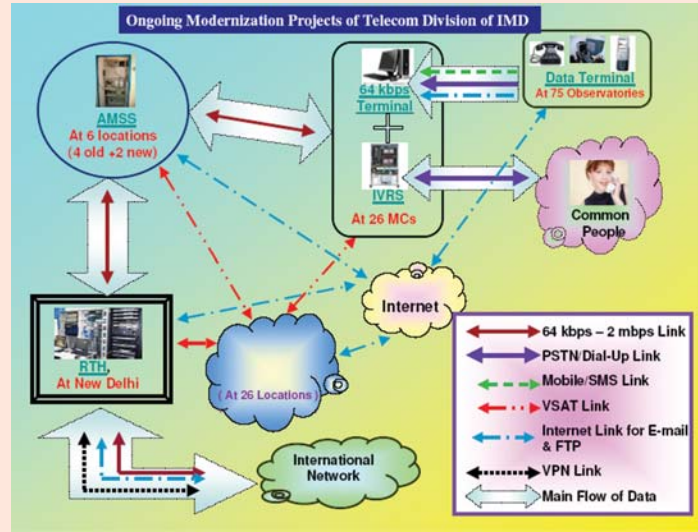 Ongoing Modernization Projects of Telecom Division of IMD
AMSS
At 6 locations
(4 old +2 new)
64 kbps
Terminal
IVRS
At 26 MCs
Data Terminal
At 75 Observatories
Common
People
Internet
RTH,
At New Delhi
( At 26 Locations)
International
Network
64 kbps – 2 mbps Link
PSTN/Dial-Up Link
Mobile/SMS Link
VSAT Link
Internet Link for E-mail
& FTP
VPN Link
Main Flow of Data